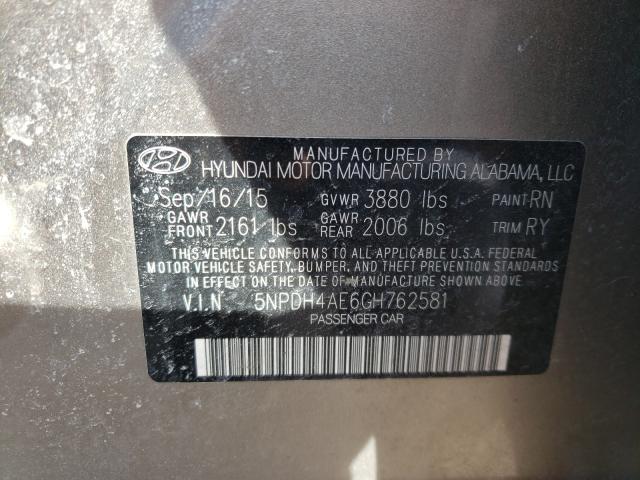 MANUFACTURED BY
HYUNDAI MOTOR MANUFACTURING ALABAMA, LLC
Sep/16/15 GVWR 3880 lbs PAINT RN
GAWR FRONT 2161 lbs GAWR REAR 2006 lbs TRIM RY
THIS VEHICLE CONFORMS TO ALL APPLICABLE U.S.A. FEDERAL
MOTOR VEHICLE SAFETY, BUMPER, AND THEFT PREVENTION
STANDARDS IN EFFECT ON THE DATE OF MANUFACTURE SHOWN ABOVE
V.I.N 5NPDH4AE6GH762581
PASSENGER CAR